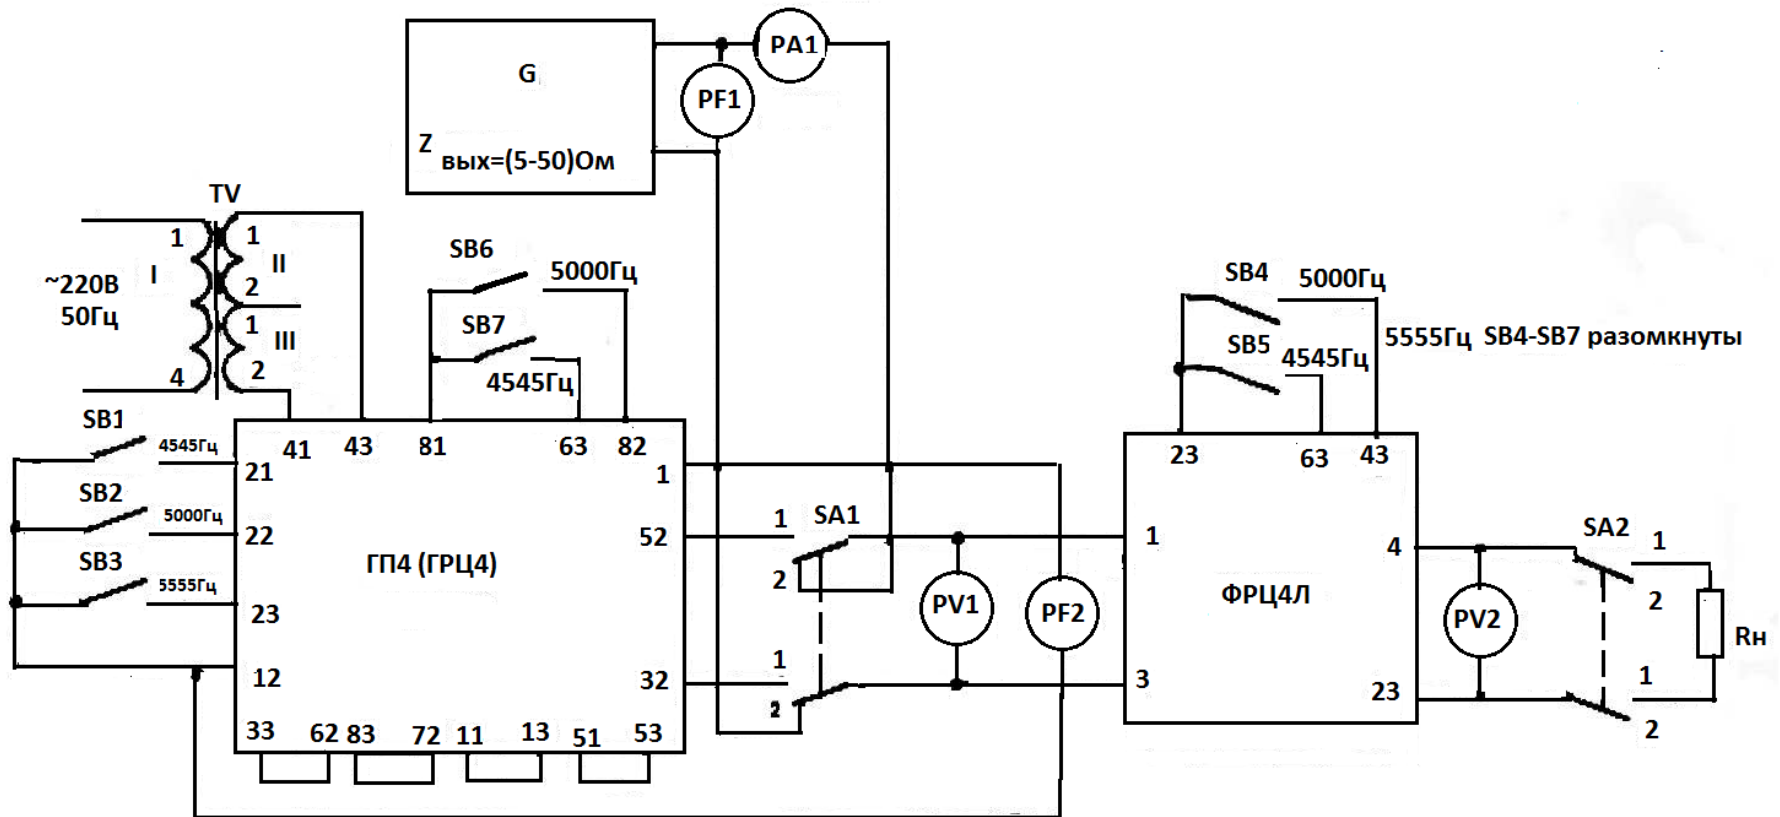 G
PA1
PF1
Z вых=(5-50)Ом
TV
1
1
II
2
I
~220В
50Гц
1
III
4
2
SB6
5000Гц
SB7
4545Гц
SB4
5000Гц
SB5
4545Гц
5555Гц SB4-SB7 разомкнуты
SB1
4545Гц
SB2
5000Гц
SB3
5555Гц
41
43
81
63
82
21
22
23
12
1
52
32
ГП4 (ГРЦ4)
33
62
83
72
11
13
51
53
1
SA1
2
1
2
PV1
PF2
23
63
43
1
3
4
23
ФРЦ4Л
PV2
SA2
1
2
1
2
Rн